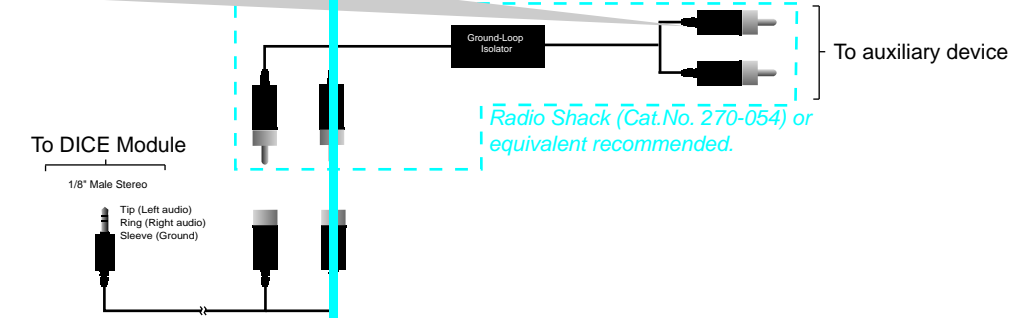 Ground-Loop
Isolator
To auxiliary device
Radio Shack (Cat.No. 270-054) or
equivalent recommended.
To DICE Module
1/8" Male Stereo
Tip (Left audio)
Ring (Right audio)
Sleeve (Ground)